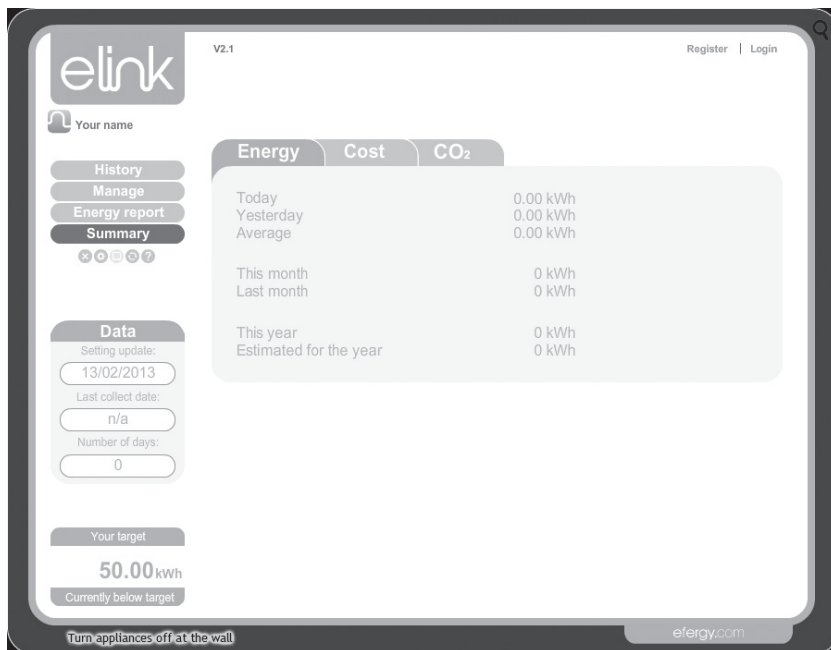 elink
V2.1
Register | Login
Your name
History
Manage
Energy report
Summary
Energy Cost CO₂
Today 0.00 kWh
Yesterday 0.00 kWh
Average 0.00 kWh
This month 0 kWh
Last month 0 kWh
This year 0 kWh
Estimated for the year 0 kWh
Data
Setting update:
13/02/2013
Last collect date:
n/a
Number of days:
0
Your target
50.00 kWh
Currently below target
Turn appliances off at the wall
efergy.com